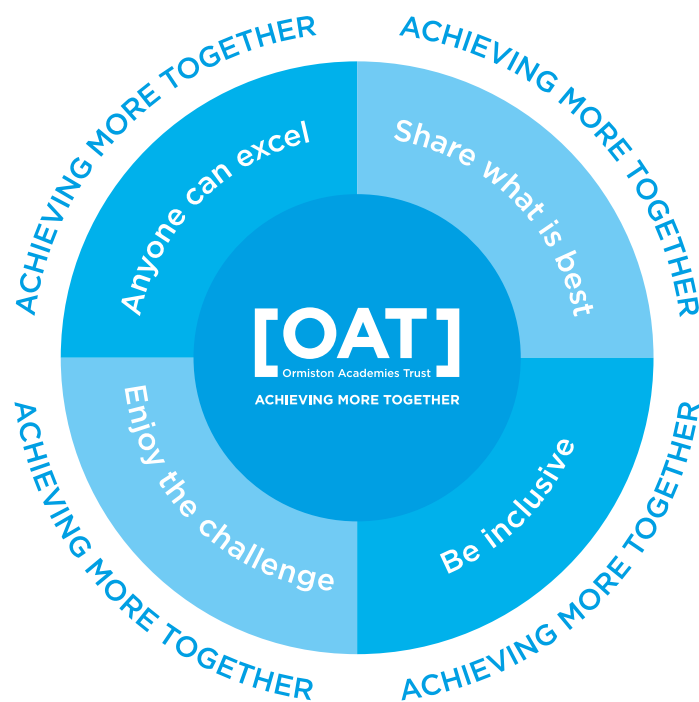 ACHIEVING MORE TOGETHER
ACHIEVING MORE TOGETHER
Anyone can excel
Share what is best
[OAT]
Ormiston Academies Trust
ACHIEVING MORE TOGETHER
Enjoy the challenge
Be inclusive
ACHIEVING MORE TOGETHER
ACHIEVING MORE TOGETHER